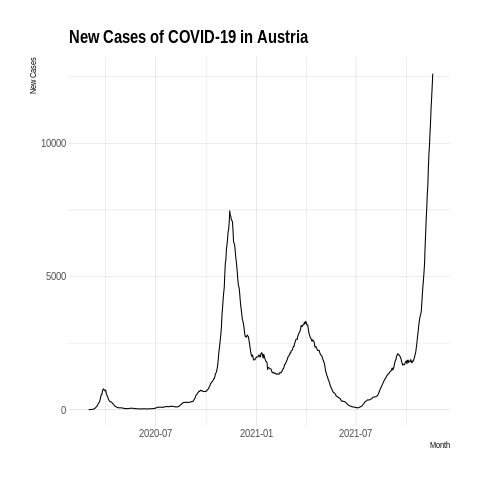 New Cases of COVID-19 in Austria
New Cases
10000
5000
0
2020-07
2021-01
2021-07
Month